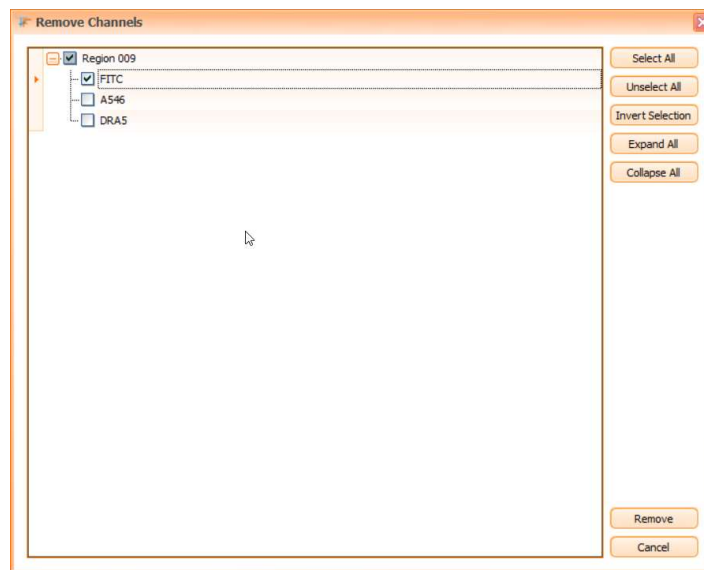 Remove Channels
Region 009
FITC
A546
DRA5
Select All
Unselect All
Invert Selection
Expand All
Collapse All
Remove
Cancel